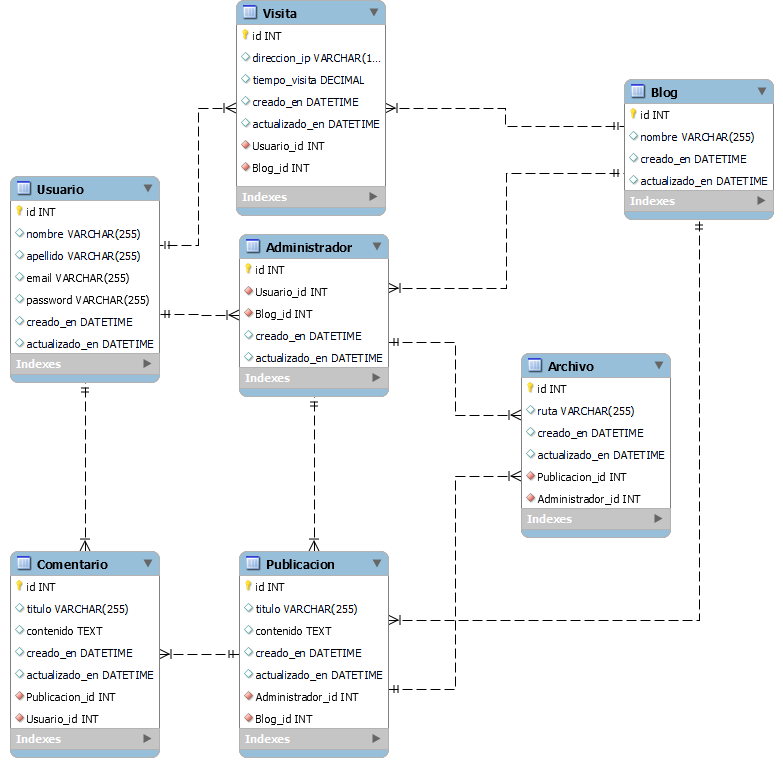 Visita
id INT
direccion_ip VARCHAR(1...
tiempo_visita DECIMAL
creado_en DATETIME
actualizado_en DATETIME
Usuario_id INT
Blog_id INT
Indexes
Blog
id INT
nombre VARCHAR(255)
creado_en DATETIME
actualizado_en DATETIME
Indexes
Usuario
id INT
nombre VARCHAR(255)
apellido VARCHAR(255)
email VARCHAR(255)
password VARCHAR(255)
creado_en DATETIME
actualizado_en DATETIME
Indexes
Administrador
id INT
Usuario_id INT
Blog_id INT
creado_en DATETIME
actualizado_en DATETIME
Indexes
Archivo
id INT
ruta VARCHAR(255)
creado_en DATETIME
actualizado_en DATETIME
Publicacion_id INT
Administrador_id INT
Indexes
Comentario
id INT
titulo VARCHAR(255)
contenido TEXT
creado_en DATETIME
actualizado_en DATETIME
Publicacion_id INT
Usuario_id INT
Indexes
Publicacion
id INT
titulo VARCHAR(255)
contenido TEXT
creado_en DATETIME
actualizado_en DATETIME
Administrador_id INT
Blog_id INT
Indexes